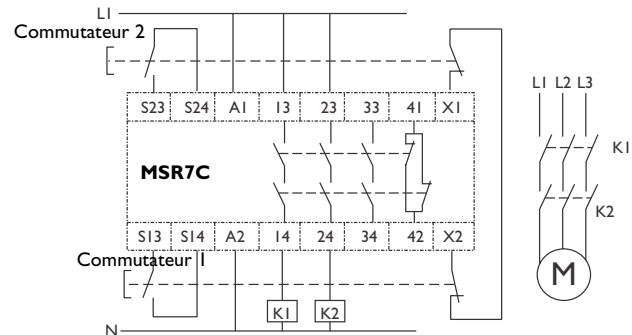 L1
Commutateur 2
S23 S24 A1 13 23 33 41 X1
L1 L2 L3
K1
MSR7C
K2
S13 S14 A2 14 24 34 42 X2
Commutateur 1
M
K1 K2
N